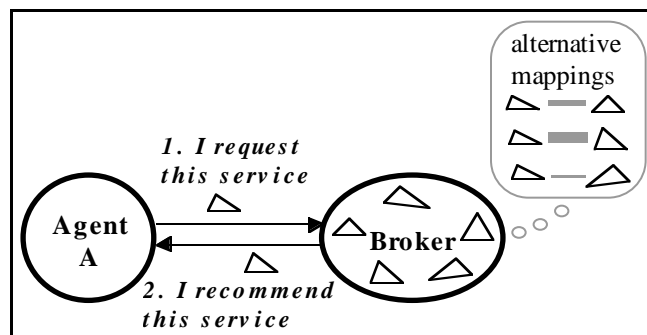 alternative
mappings
1. I request
this service
Agent
A
Broker
2. I recommend
this service